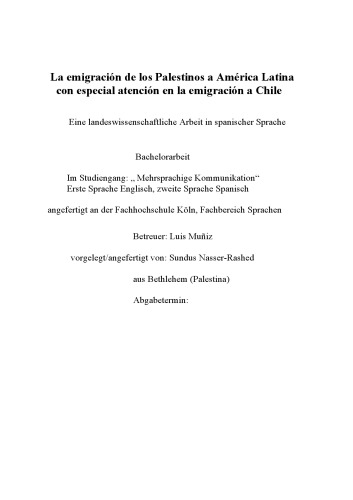 La emigración de los Palestinos a América Latina
con especial atención en la emigración a Chile
Eine landeswissenschaftliche Arbeit in spanischer Sprache
Bachelorarbeit
Im Studiengang: „ Mehrsprachige Kommunikation“
Erste Sprache Englisch, zweite Sprache Spanisch
angefertigt an der Fachhochschule Köln, Fachbereich Sprachen
Betreuer: Luis Muñiz
vorgelegt/angefertigt von: Sundus Nasser-Rashed
aus Bethlehem (Palestina)
Abgabetermin: